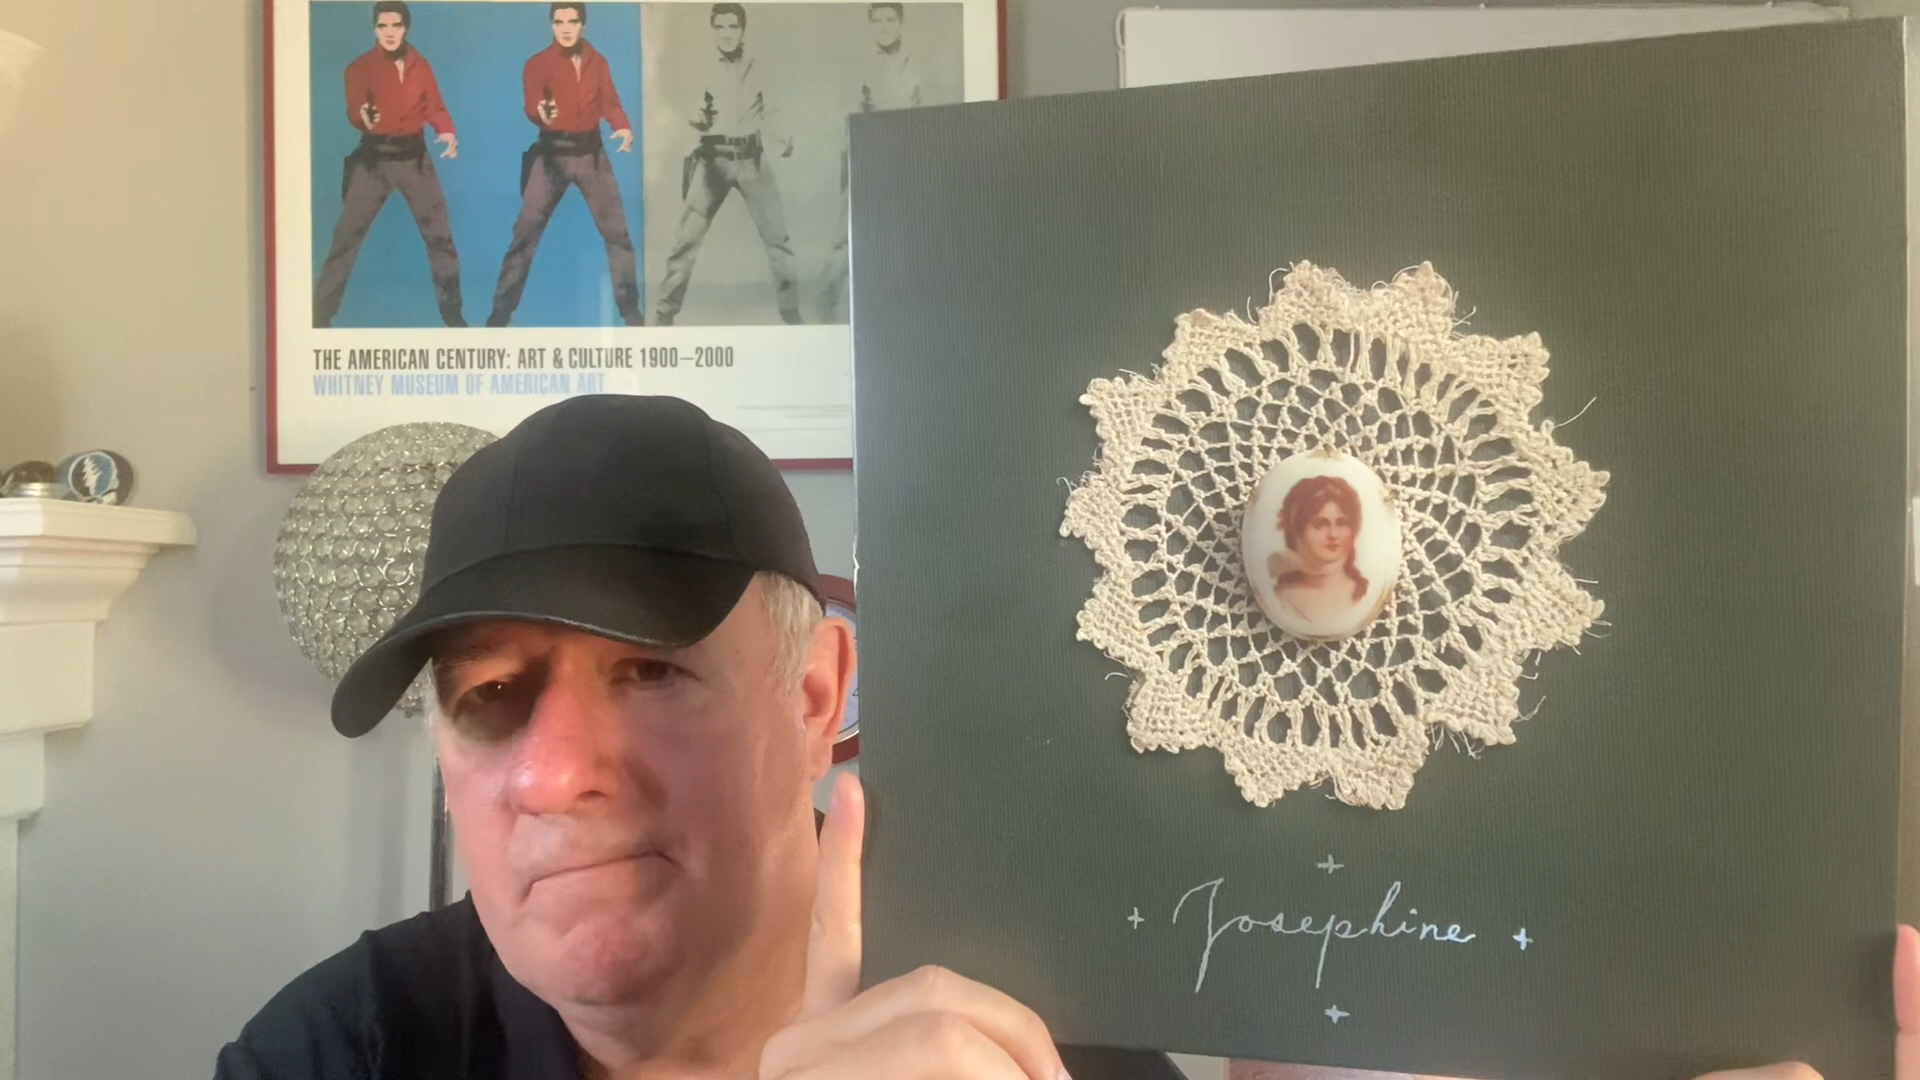 THE AMERICAN CENTURY: ART & CULTURE 1900–2000
WHITNEY MUSEUM OF AMERICAN ART
Josephine